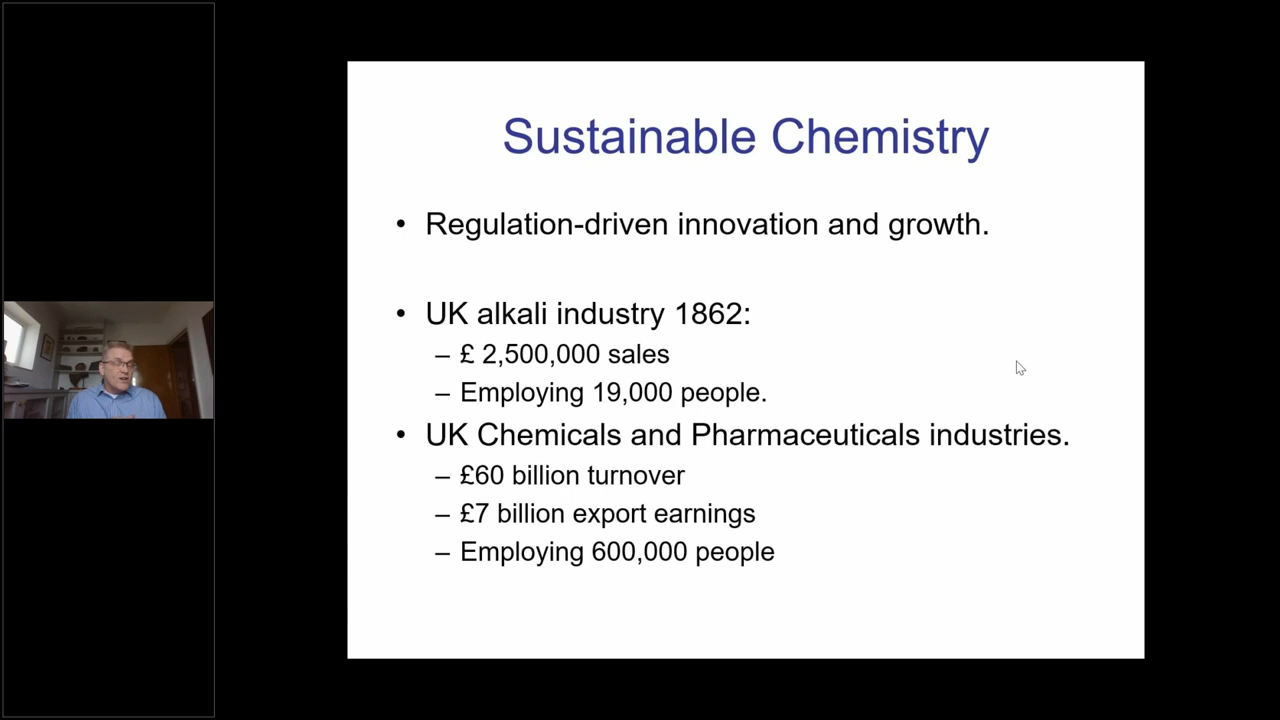 Sustainable Chemistry
• Regulation-driven innovation and growth.
• UK alkali industry 1862:
– £ 2,500,000 sales
– Employing 19,000 people.
• UK Chemicals and Pharmaceuticals industries.
– £60 billion turnover
– £7 billion export earnings
– Employing 600,000 people